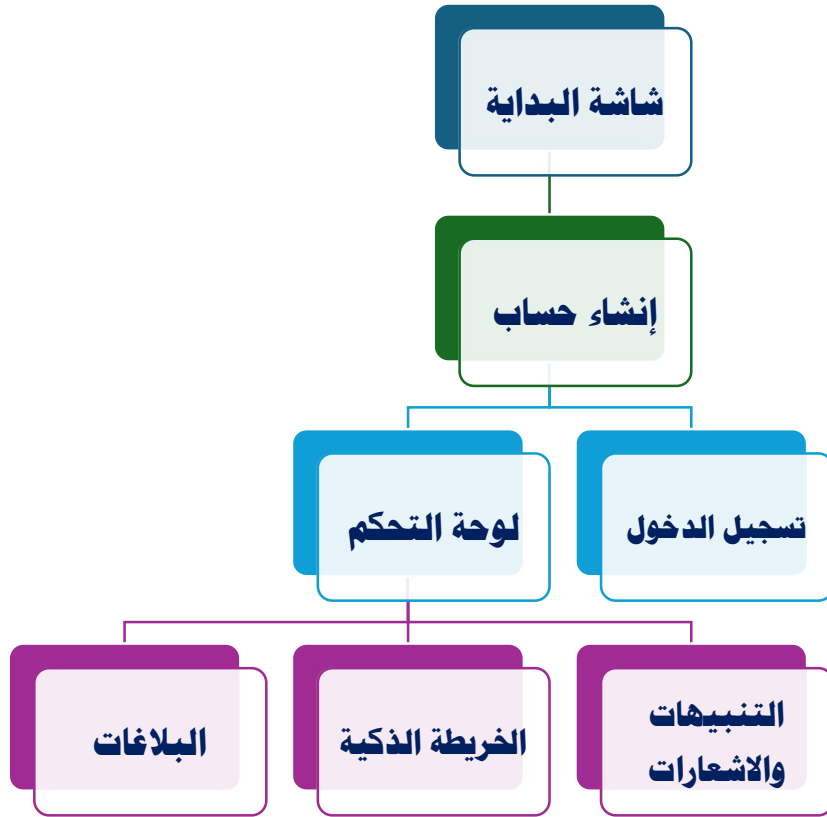 شاشة البداية
إنشاء حساب
تسجيل الدخول
لوحة التحكم
التنبيهات
والاشعارات
الخريطة الذكية
البلاغات